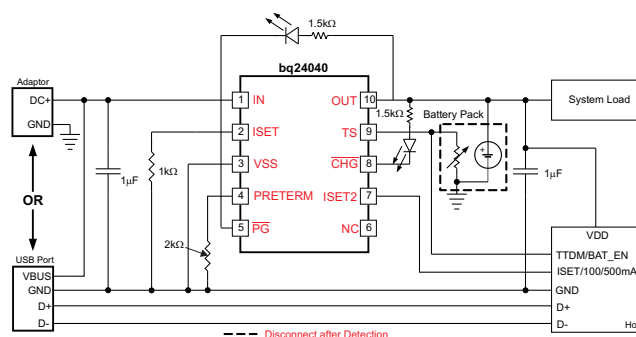 1.5kΩ
bq24040
Adaptor
DC+
GND
1 IN
OUT 10
1.5kΩ
System Load
Battery Pack
2 ISET
TS 9
3 VSS
CHG 8
1kΩ
1µF
+
1µF
OR
4 PRETERM
ISET2 7
5 PG
NC 6
2kΩ
VDD
TTDM/BAT_EN
ISET/100/500mA
USB Port
VBUS
GND
GND
D+
D+
D-
D-
Disconnect after Detection